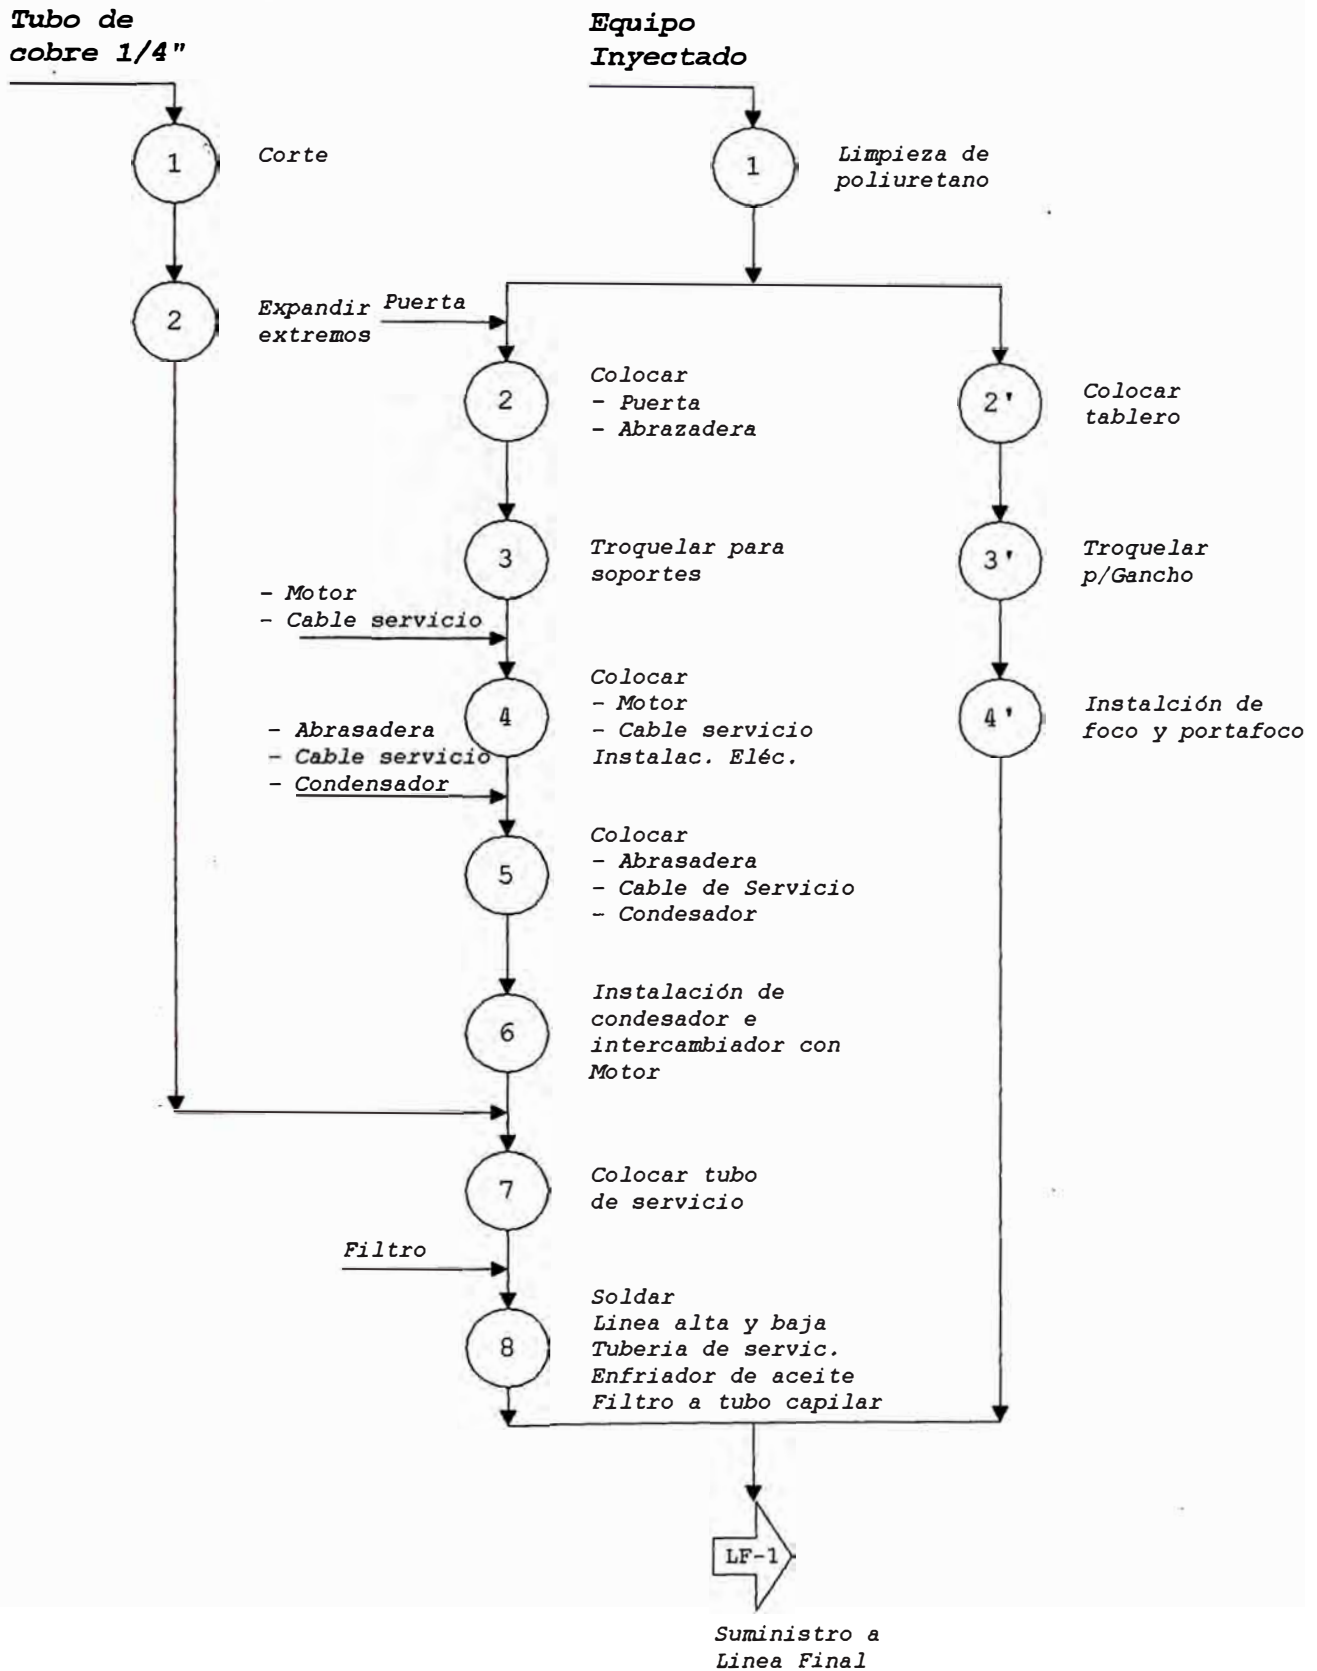 Tubo de
cobre 1/4"
Equipo
Inyectado
1
Corte
1
Limpieza de
poliuretano
2
Expandir
extremos
Puerta
2
Colocar
- Puerta
- Abrazadera
2'
Colocar
tablero
3
Troquelar para
soportes
3'
Troquelar
p/Gancho
- Motor
- Cable servicio
4
Colocar
- Motor
- Cable servicio
Instalac. Eléc.
4'
Instalción de
foco y portafoco
- Abrasadera
- Cable servicio
- Condensador
5
Colocar
- Abrasadera
- Cable de Servicio
- Condesador
6
Instalación de
condesador e
intercambiador con
Motor
7
Colocar tubo
de servicio
Filtro
8
Soldar
Linea alta y baja
Tuberia de servic.
Enfriador de aceite
Filtro a tubo capilar
LF-1
Suministro a
Linea Final